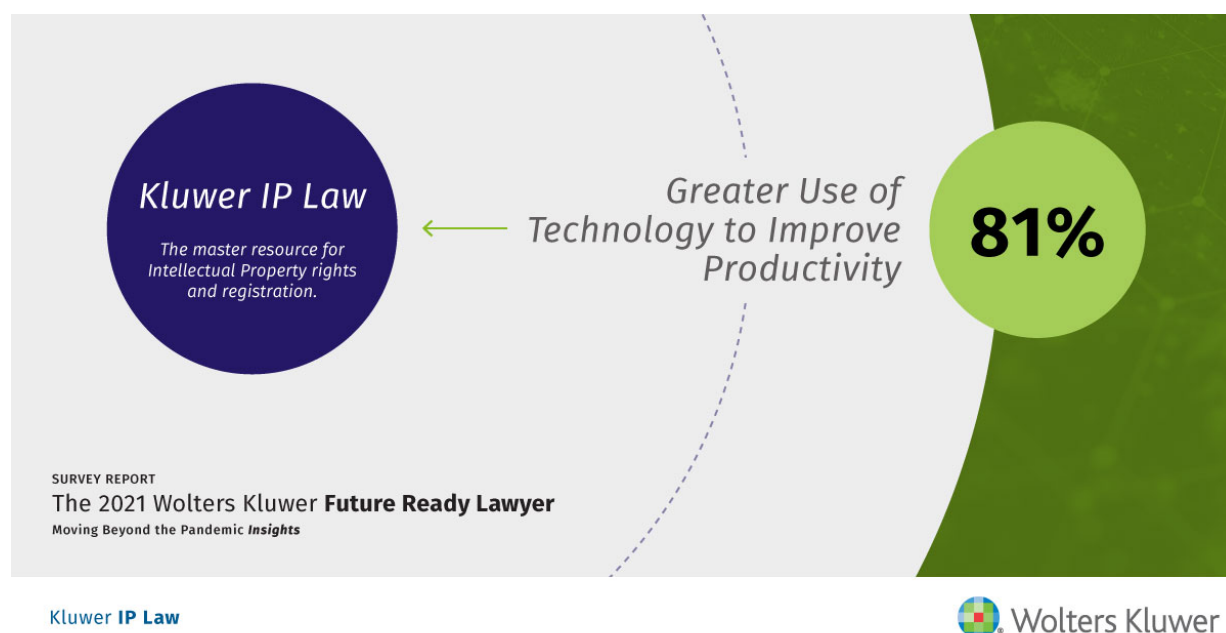 Kluwer IP Law
The master resource for
Intellectual Property rights
and registration.
Greater Use of
Technology to Improve
Productivity
81%
SURVEY REPORT
The 2021 Wolters Kluwer Future Ready Lawyer
Moving Beyond the Pandemic Insights
Kluwer IP Law
Wolters Kluwer